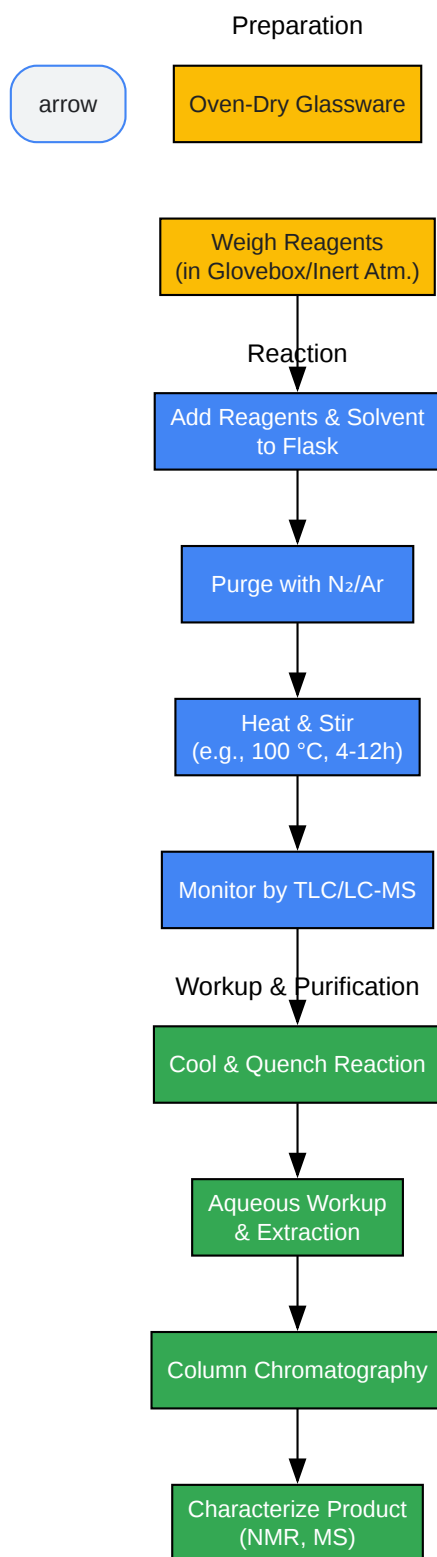 Preparation
arrow
Oven-Dry Glassware
Weigh Reagents
(in Glovebox/Inert Atm.)
Reaction
Add Reagents & Solvent
to Flask
Purge with N₂/Ar
Heat & Stir
(e.g., 100 °C, 4-12h)
Monitor by TLC/LC-MS
Workup & Purification
Cool & Quench Reaction
Aqueous Workup
& Extraction
Column Chromatography
Characterize Product
(NMR, MS)